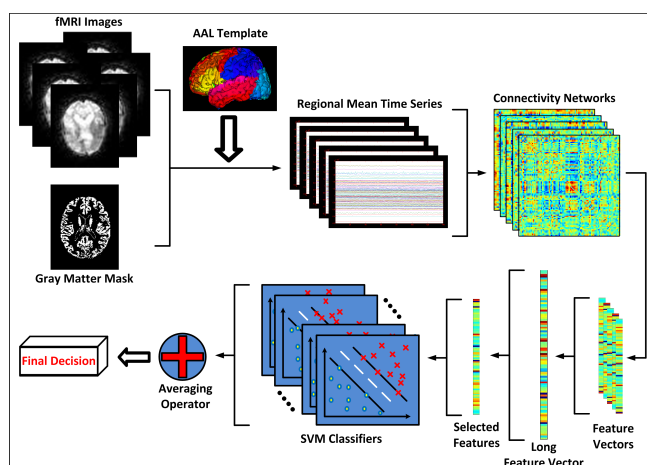 fMRI Images
AAL Template
Regional Mean Time Series
Connectivity Networks
Gray Matter Mask
Final Decision
Averaging
Operator
SVM Classifiers
Selected
Features
Long
Feature Vector
Feature
Vectors